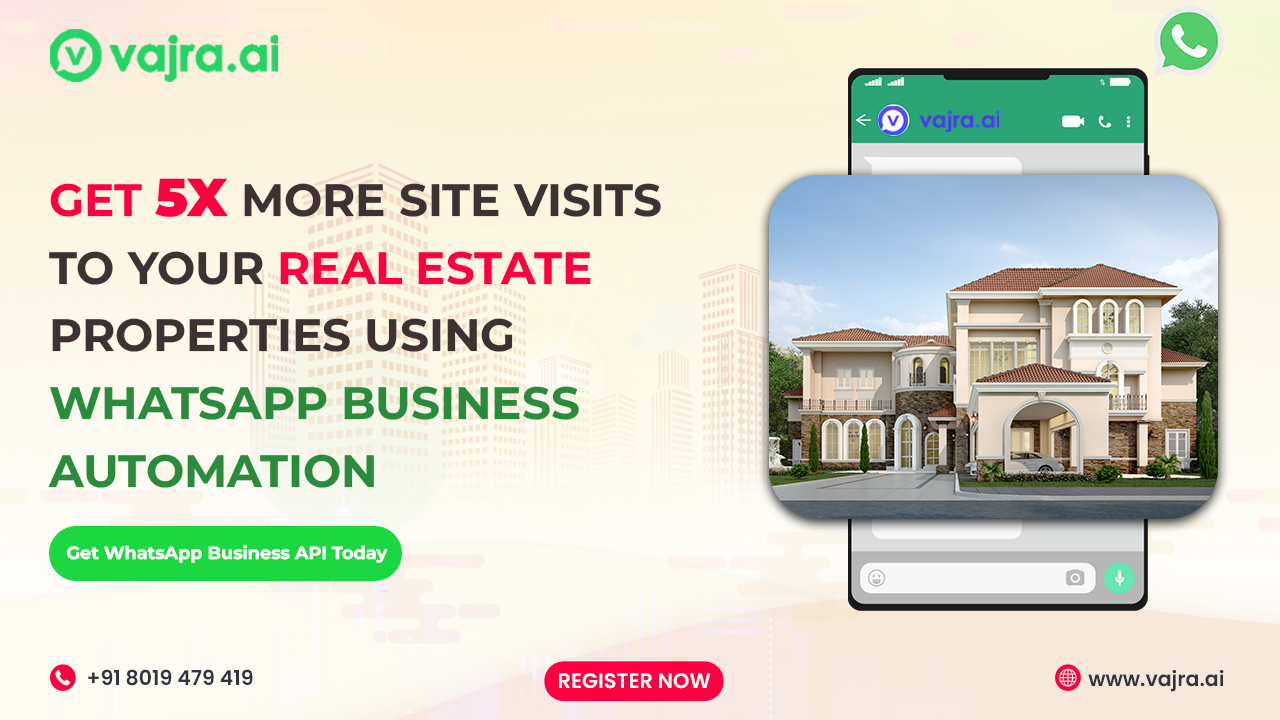 vajra.ai
vajra.ai
GET 5X MORE SITE VISITS
TO YOUR REAL ESTATE
PROPERTIES USING
WHATSAPP BUSINESS
AUTOMATION
Get WhatsApp Business API Today
+91 8019 479 419
REGISTER NOW
www.vajra.ai